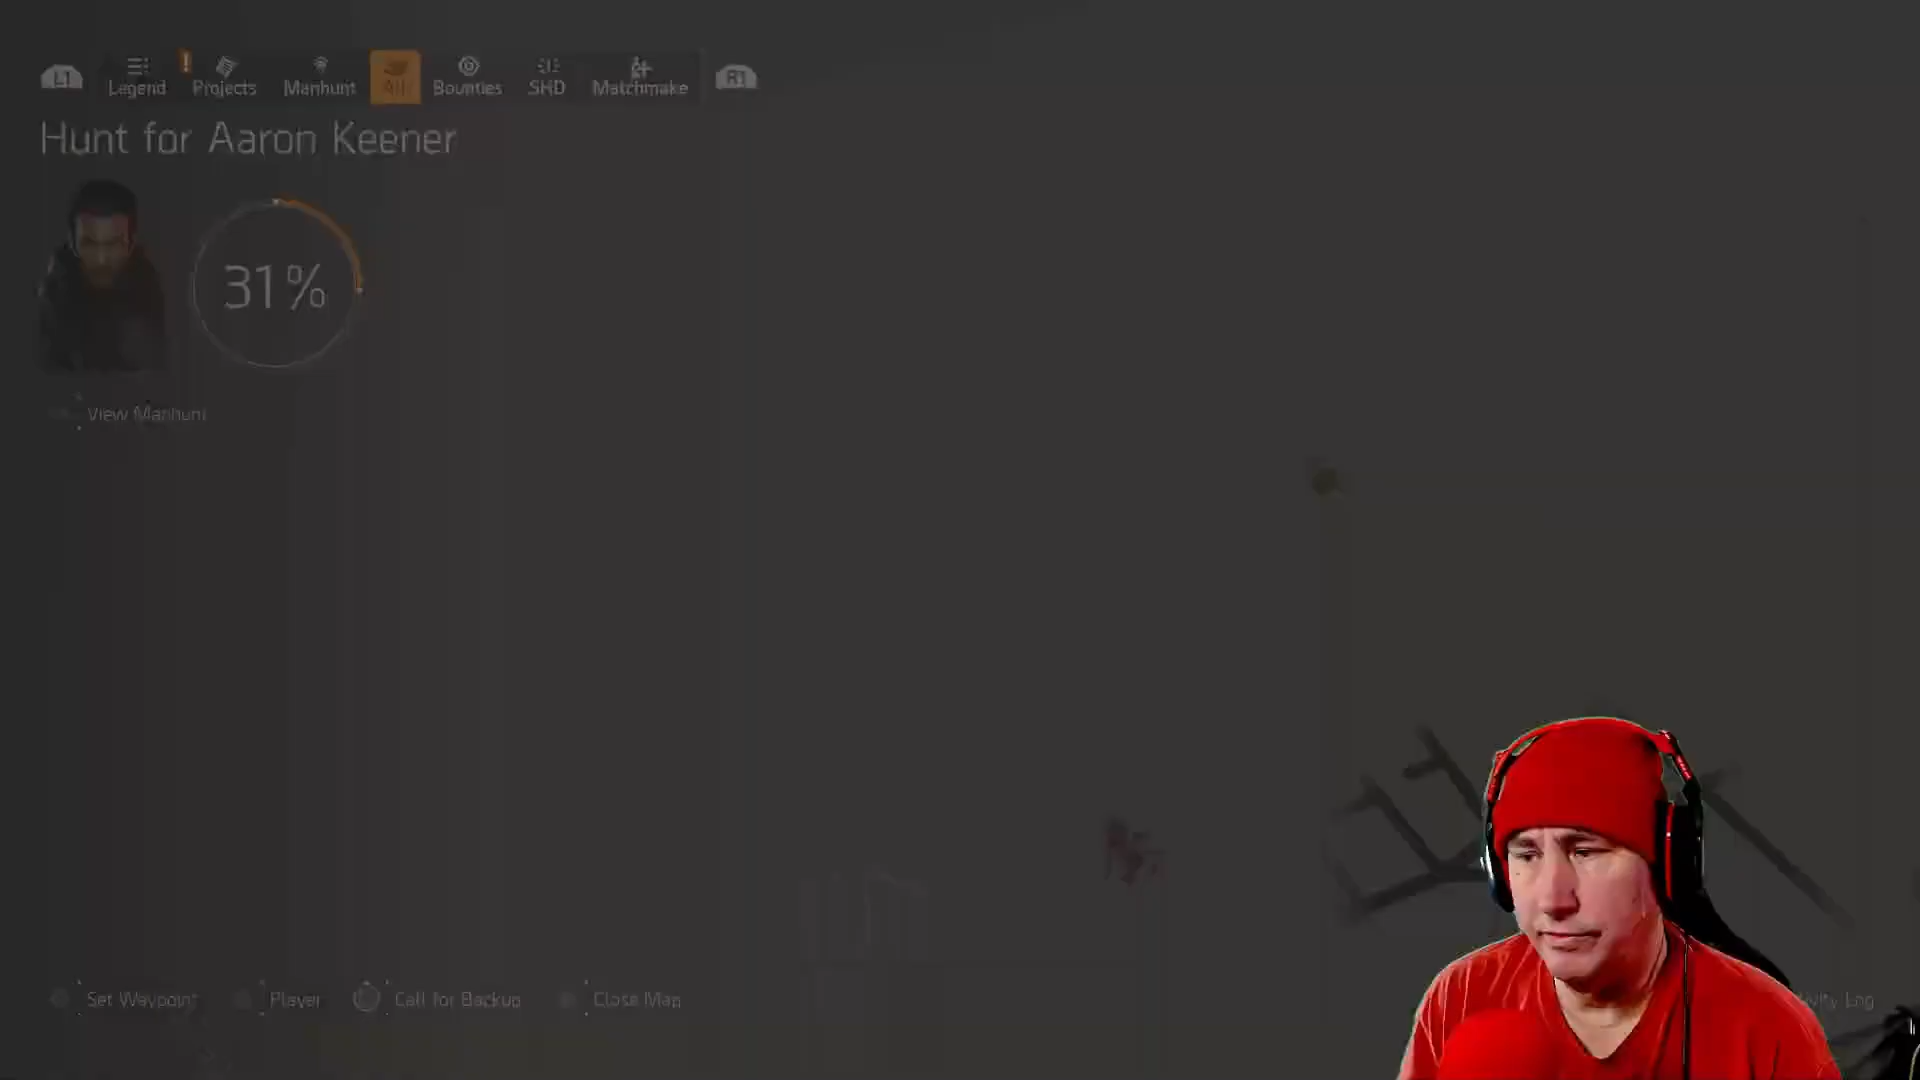 L1 Legend Projects Manhunt All Bounties SHD Matchmake R1
Hunt for Aaron Keener
31%
View Manhunt
Set Waypoint Player Call for Backup Close Map Log